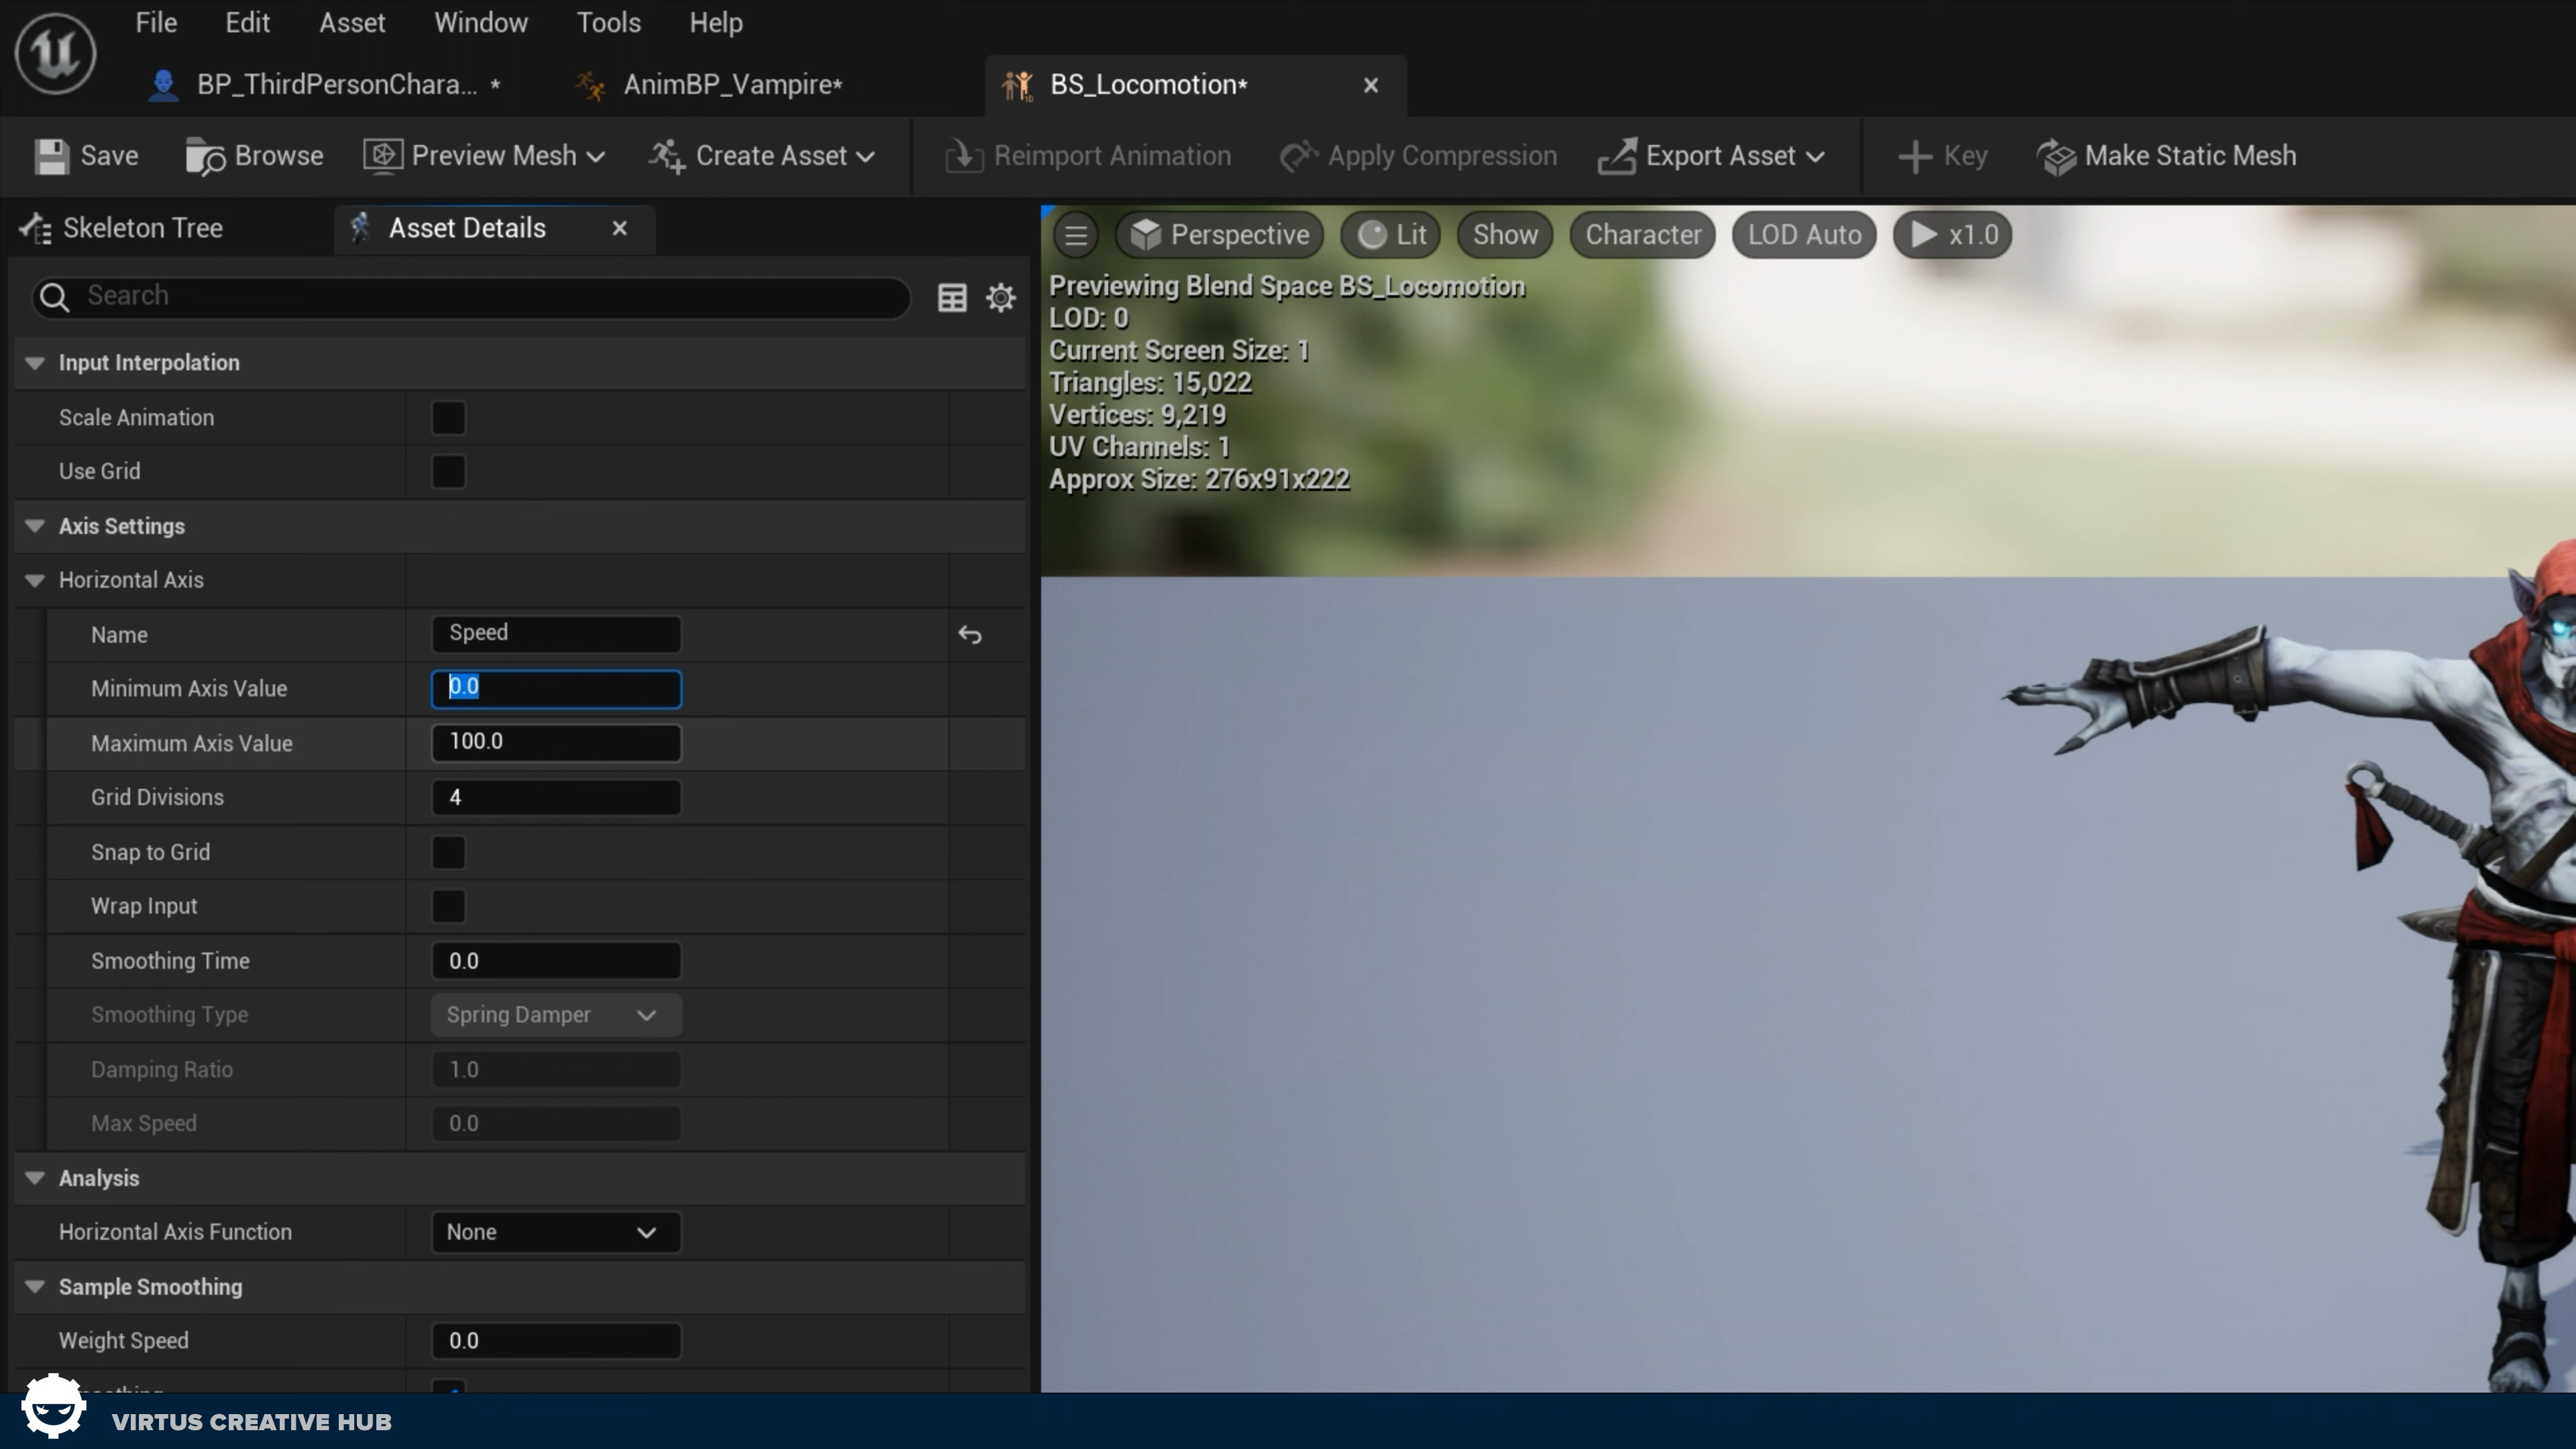 File Edit Asset Window Tools Help
BP_ThirdPersonChara... * AnimBP_Vampire* BS_Locomotion*
Save Browse Preview Mesh Create Asset Reimport Animation Apply Compression Export Asset Key Make Static Mesh
Skeleton Tree Asset Details
Perspective Lit Show Character LOD Auto x1.0
Search
Previewing Blend Space BS_Locomotion
LOD: 0
Current Screen Size: 1
Triangles: 15,022
Vertices: 9,219
UV Channels: 1
Approx Size: 276x91x222
Input Interpolation
Scale Animation
Use Grid
Axis Settings
Horizontal Axis
Name Speed
Minimum Axis Value 0.0
Maximum Axis Value 100.0
Grid Divisions 4
Snap to Grid
Wrap Input
Smoothing Time 0.0
Smoothing Type Spring Damper
Damping Ratio 1.0
Max Speed 0.0
Analysis
Horizontal Axis Function None
Sample Smoothing
Weight Speed 0.0
VIRTUS CREATIVE HUB